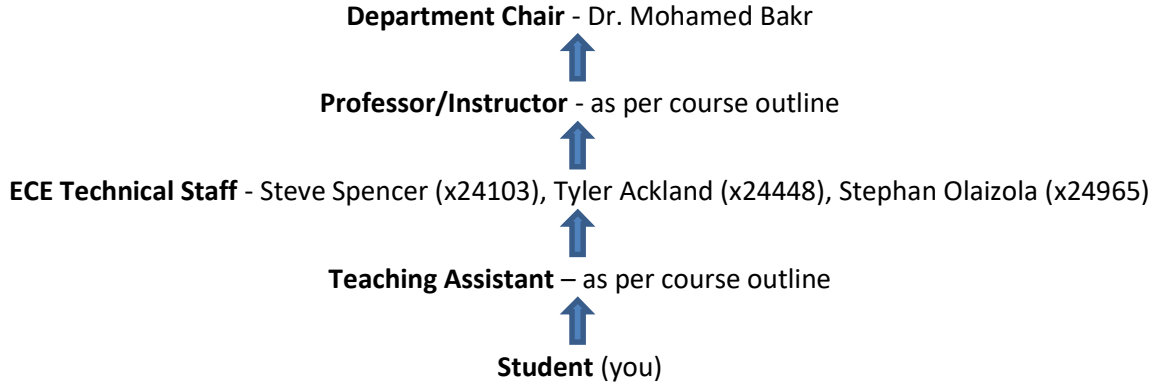 Department Chair - Dr. Mohamed Bakr
Professor/Instructor - as per course outline
ECE Technical Staff - Steve Spencer (x24103), Tyler Ackland (x24448), Stephan Olaizola (x24965)
Teaching Assistant – as per course outline
Student (you)